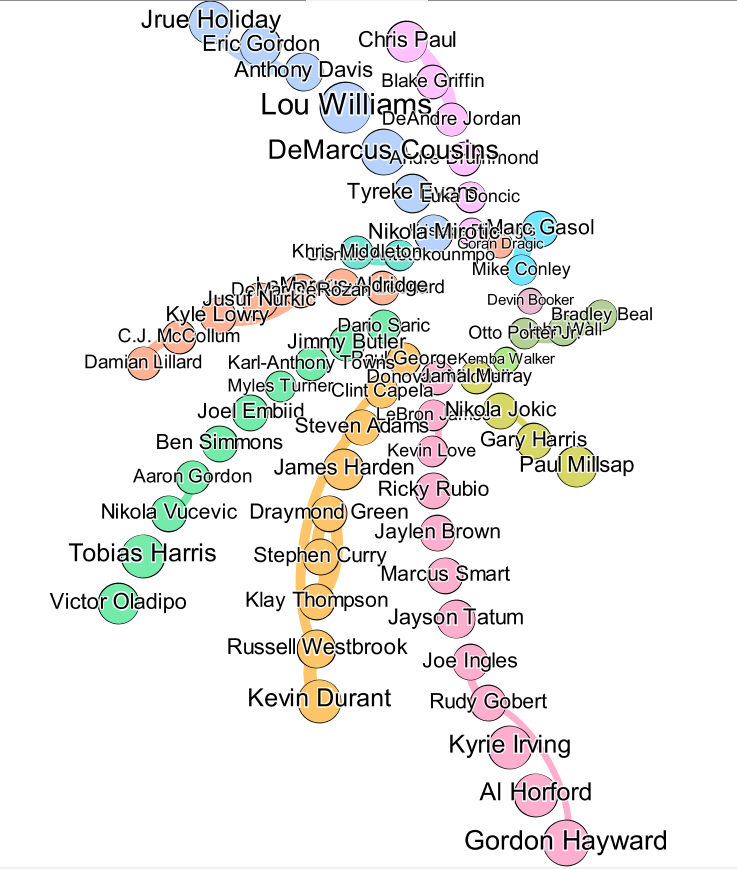 Jrue Holiday
Eric Gordon
Chris Paul
Anthony Davis
Blake Griffin
Lou Williams
DeAndre Jordan
DeMarcus Cousins
Andre Drummond
Tyreke Evans
Luka Doncic
Nikola Mirotic
Marc Gasol
Goran Dragic
Khris Middleton
Mike Conley
LaMarcus Aldridge
Jusuf Nurkic
Devin Booker
Kyle Lowry
Bradley Beal
Dario Saric
Otto Porter Jr.
John Wall
C.J. McCollum
Jimmy Butler
Damian Lillard
Karl-Anthony Towns
Paul George
Kemba Walker
Jamal Murray
Myles Turner
Clint Capela
Joel Embiid
LeBron James
Nikola Jokic
Steven Adams
Ben Simmons
Gary Harris
Kevin Love
James Harden
Paul Millsap
Aaron Gordon
Ricky Rubio
Nikola Vucevic
Draymond Green
Jaylen Brown
Tobias Harris
Stephen Curry
Marcus Smart
Victor Oladipo
Klay Thompson
Jayson Tatum
Russell Westbrook
Joe Ingles
Kevin Durant
Rudy Gobert
Kyrie Irving
Al Horford
Gordon Hayward